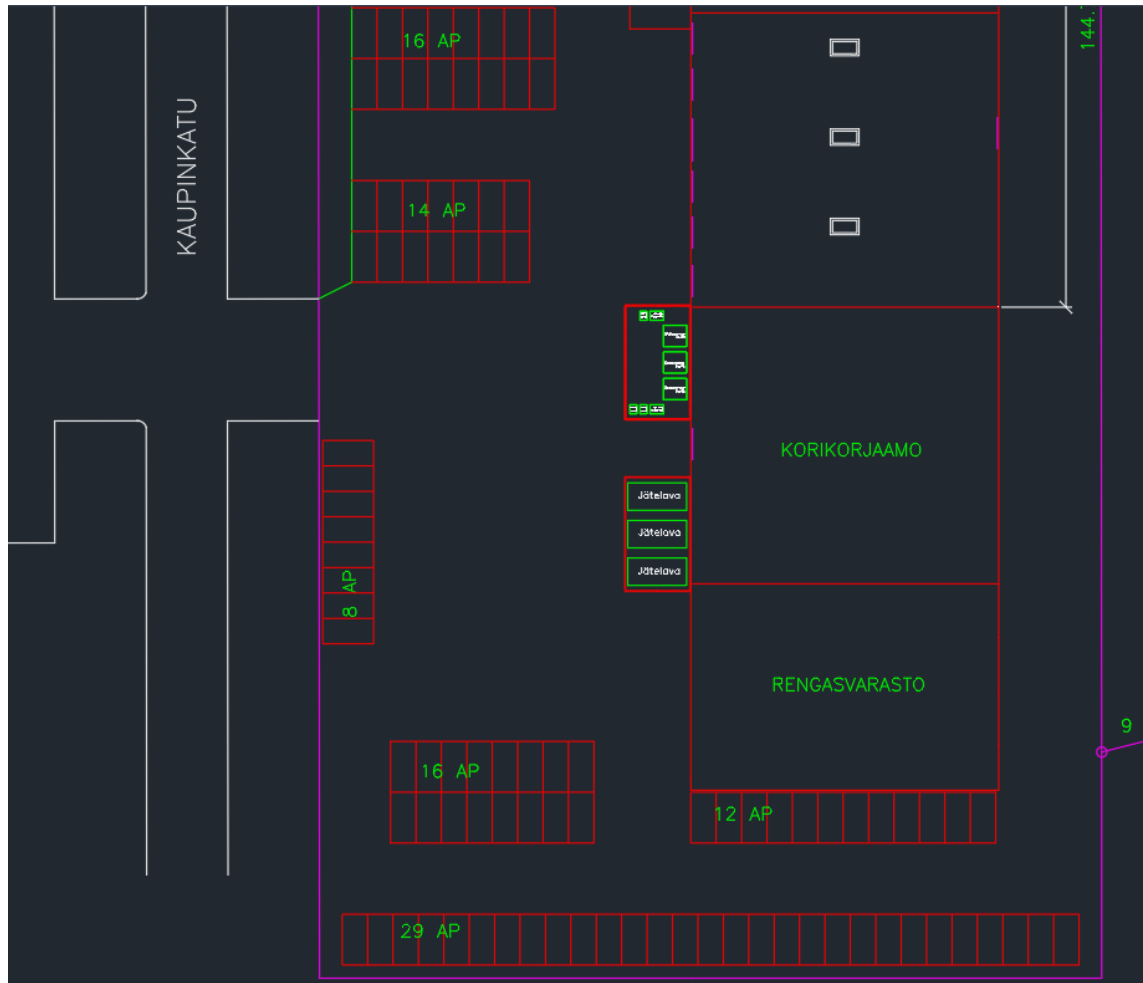 16 AP
144.
KAUPINKATU
14 AP
KORIKORJAAMO
Jätelava
Jätelava
Jätelava
8 AP
RENGASVARASTO
9
16 AP
12 AP
29 AP